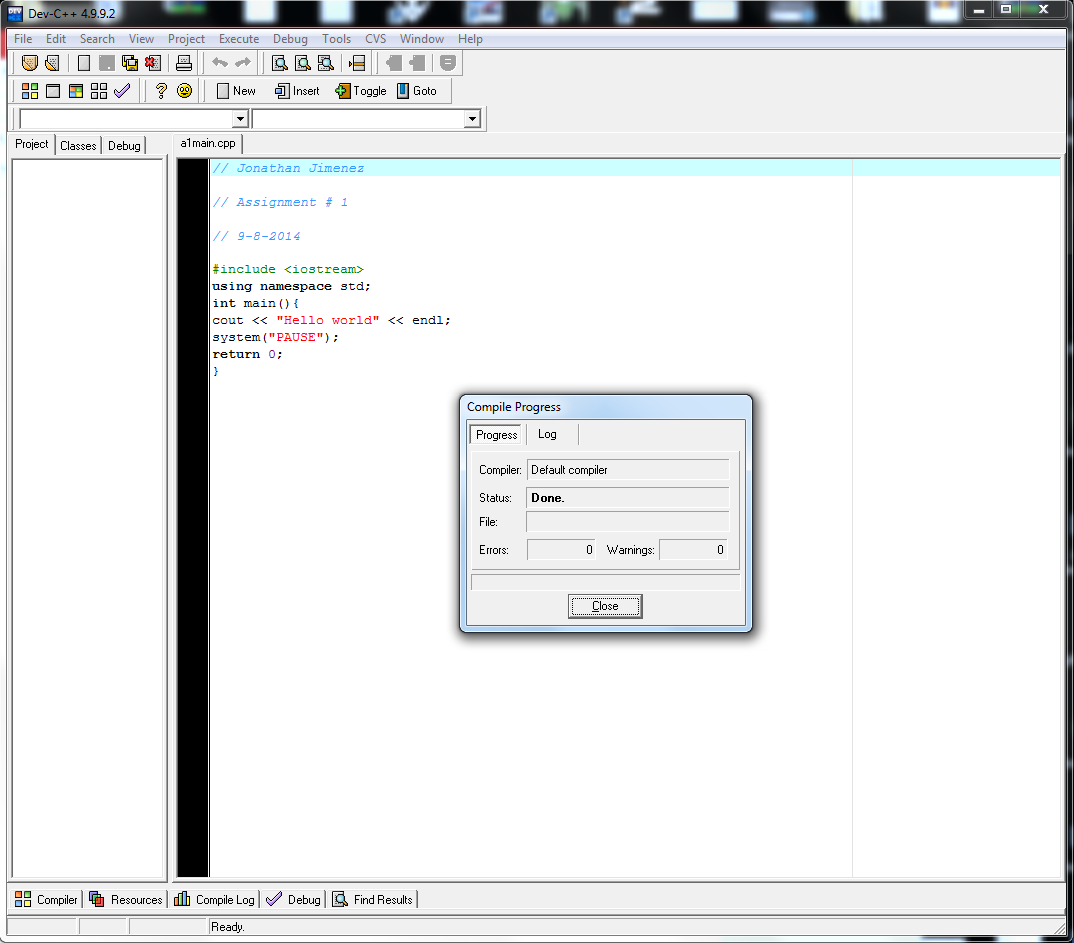 Dev-C++ 4.9.9.2
File Edit Search View Project Execute Debug Tools CVS Window Help
New Insert Toggle Goto
Project Classes Debug
a1main.cpp
// Jonathan Jimenez
// Assignment # 1
// 9-8-2014
#include <iostream>
using namespace std;
int main(){
cout << "Hello world" << endl;
system("PAUSE");
return 0;
}
Compile Progress
Progress Log
Compiler: Default compiler
Status: Done.
File:
Errors: 0 Warnings: 0
Close
Compiler Resources Compile Log Debug Find Results
Ready.